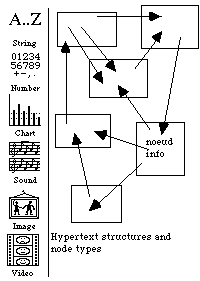 A..Z
String
01234
56789
+-,.
Number
Chart
Sound
Image
Video
noeud
info
Hypertext structures and
node types